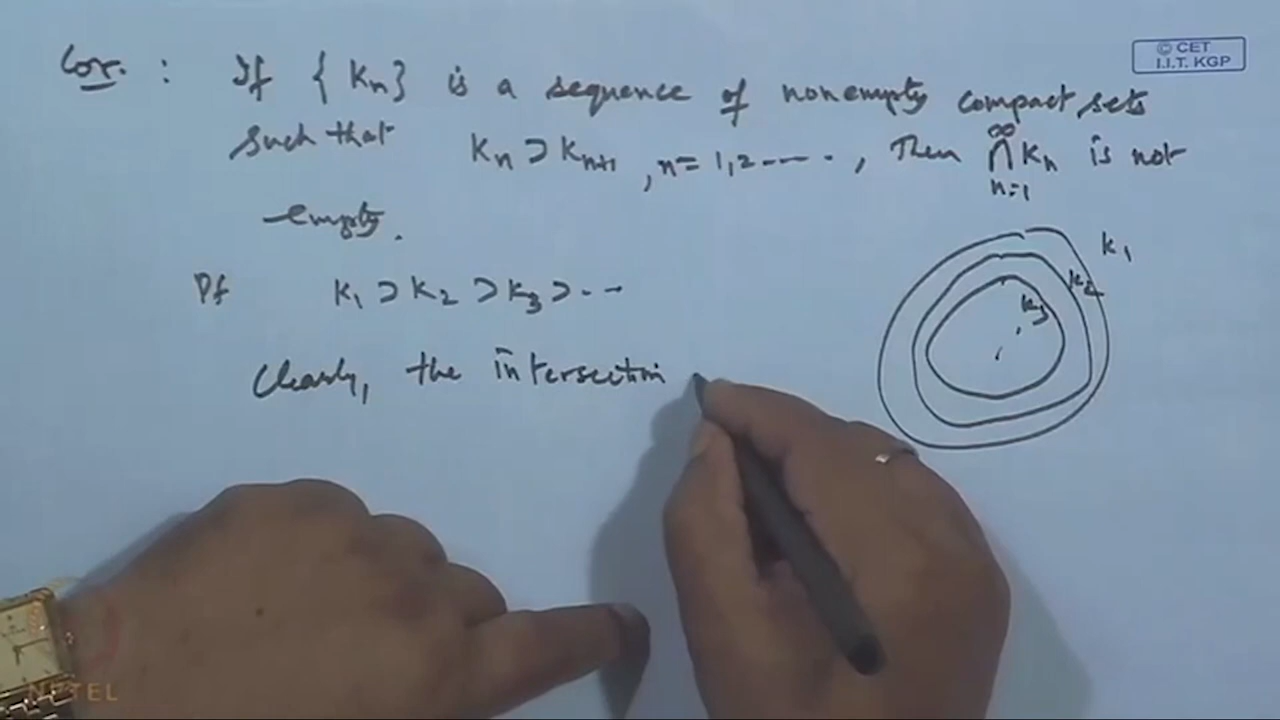 © CET
I.I.T. KGP
Cor. : If {Kn} is a sequence of nonempty compact sets
such that Kn ⊃ Kn+1, n=1,2-----., Then ∞∩n=1 Kn is not
empty.
Pf K1 ⊃ K2 ⊃ K3 ⊃ ---
Clearly, the intersection
K1
K2
K3
NPTEL